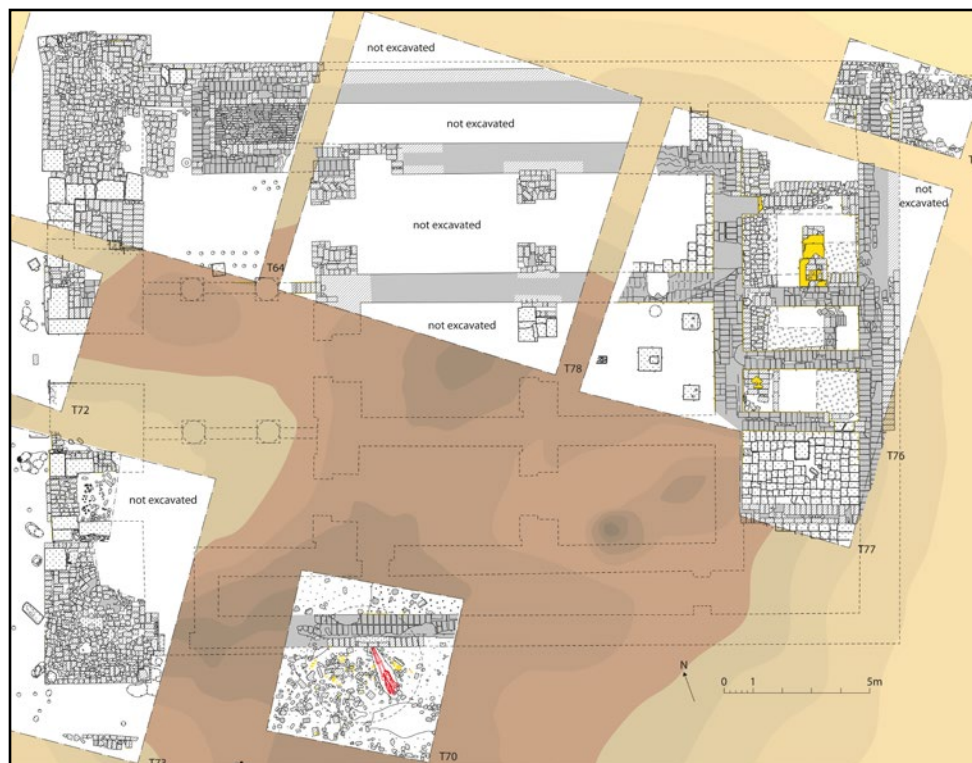 not excavated
not excavated
not
excavated
not excavated
T64
not excavated
T78
T72
T76
not excavated
T77
N
0 1 5m
T70
T73